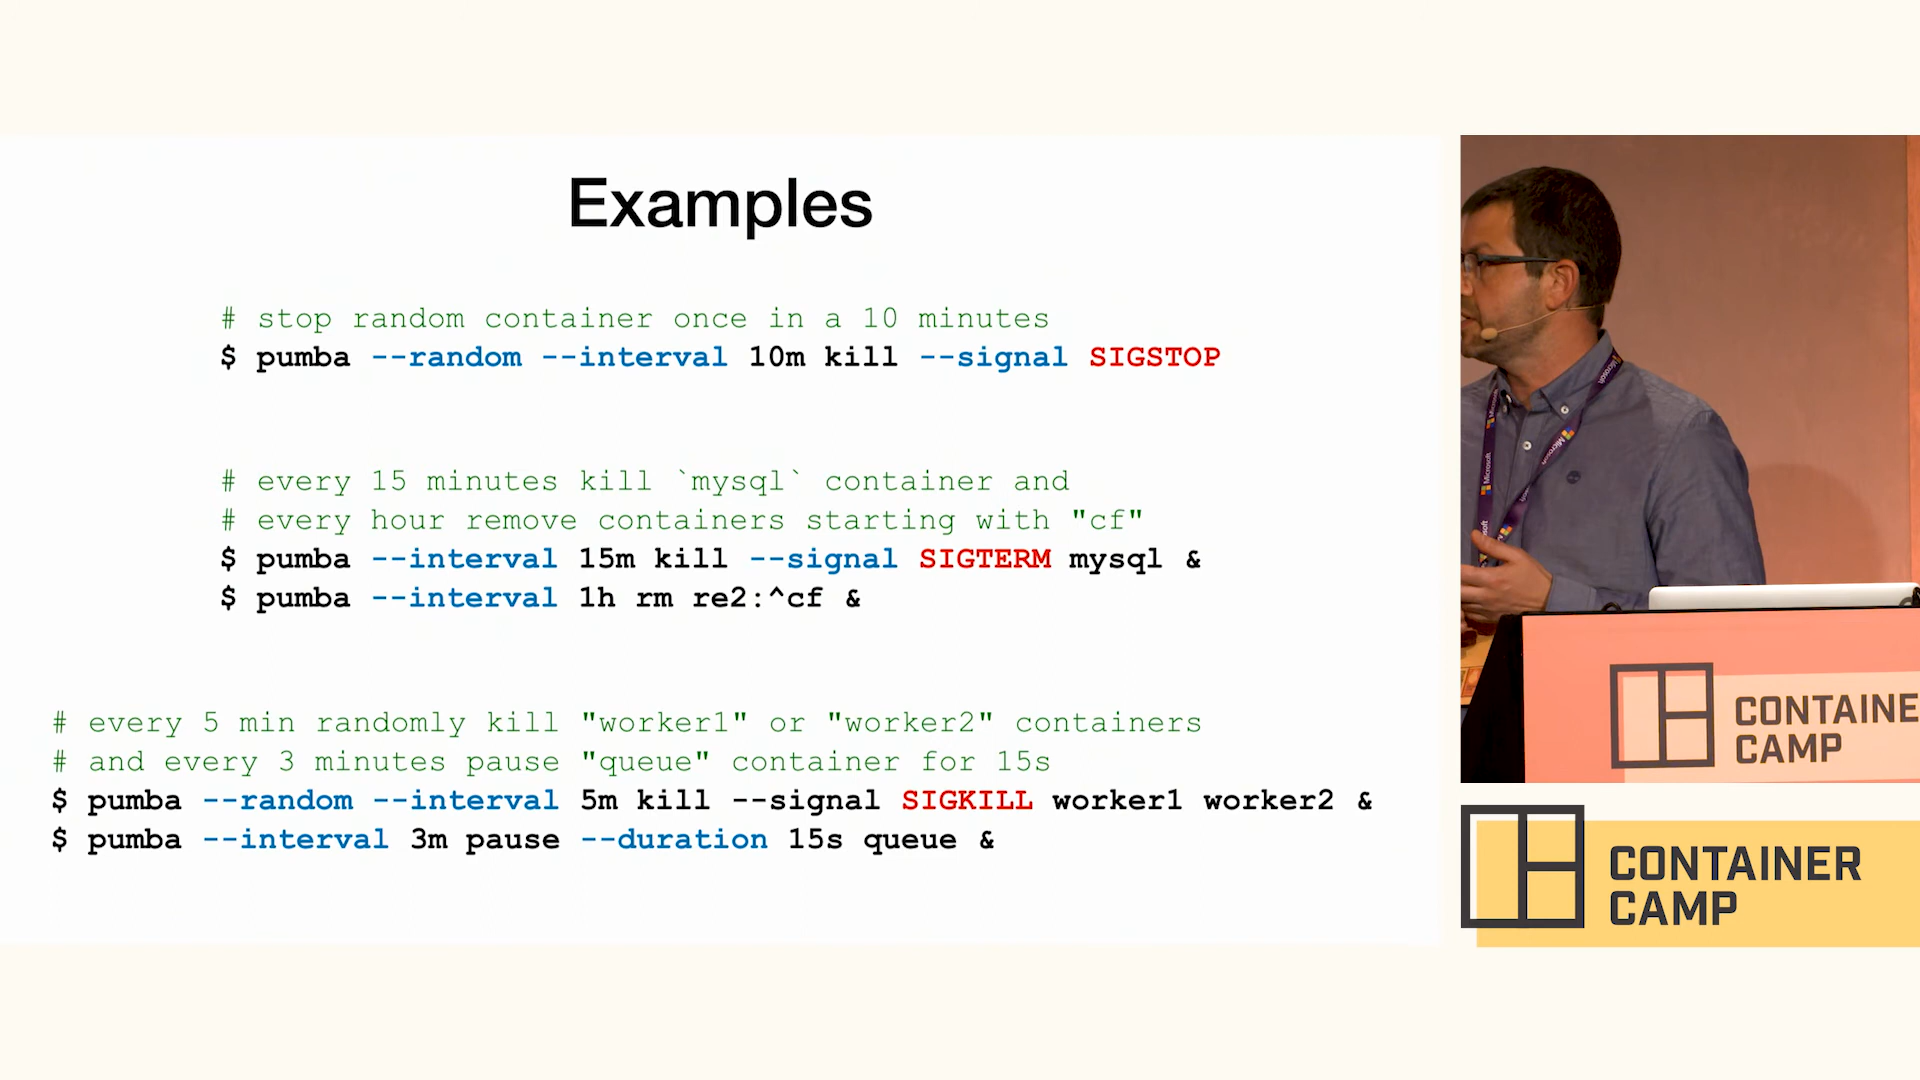 Examples
# stop random container once in a 10 minutes
$ pumba --random --interval 10m kill --signal SIGSTOP
# every 15 minutes kill `mysql` container and
# every hour remove containers starting with "cf"
$ pumba --interval 15m kill --signal SIGTERM mysql &
$ pumba --interval 1h rm re2:^cf &
# every 5 min randomly kill "worker1" or "worker2" containers
# and every 3 minutes pause "queue" container for 15s
$ pumba --random --interval 5m kill --signal SIGKILL worker1 worker2 &
$ pumba --interval 3m pause --duration 15s queue &
Microsoft
Microsoft
Microsoft
Microsoft
CONTAINE
CAMP
CONTAINER
CAMP